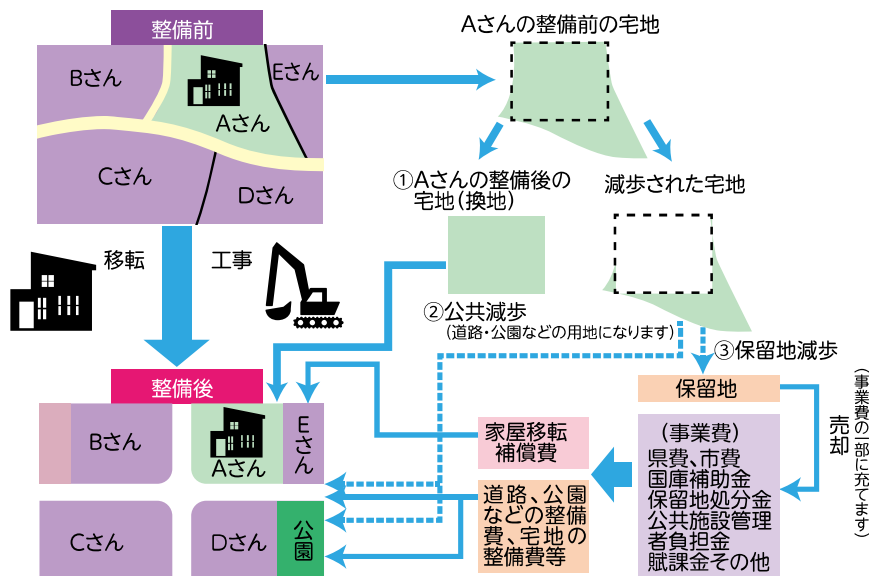 整備前
Bさん
Aさん
Eさん
Cさん
Dさん
Aさんの整備前の宅地
①Aさんの整備後の
宅地(換地)
減歩された宅地
移転
工事
②公共減歩
(道路・公園などの用地になります)
③保留地減歩
整備後
Bさん
Aさん
Eさん
Cさん
Dさん
公園
家屋移転
補償費
道路、公園
などの整備
費、宅地の
整備費等
保留地
(事業費)
県費、市費
国庫補助金
保留地処分金
公共施設管理
者負担金
賦課金その他
売却
(事業費の一部に充てます)